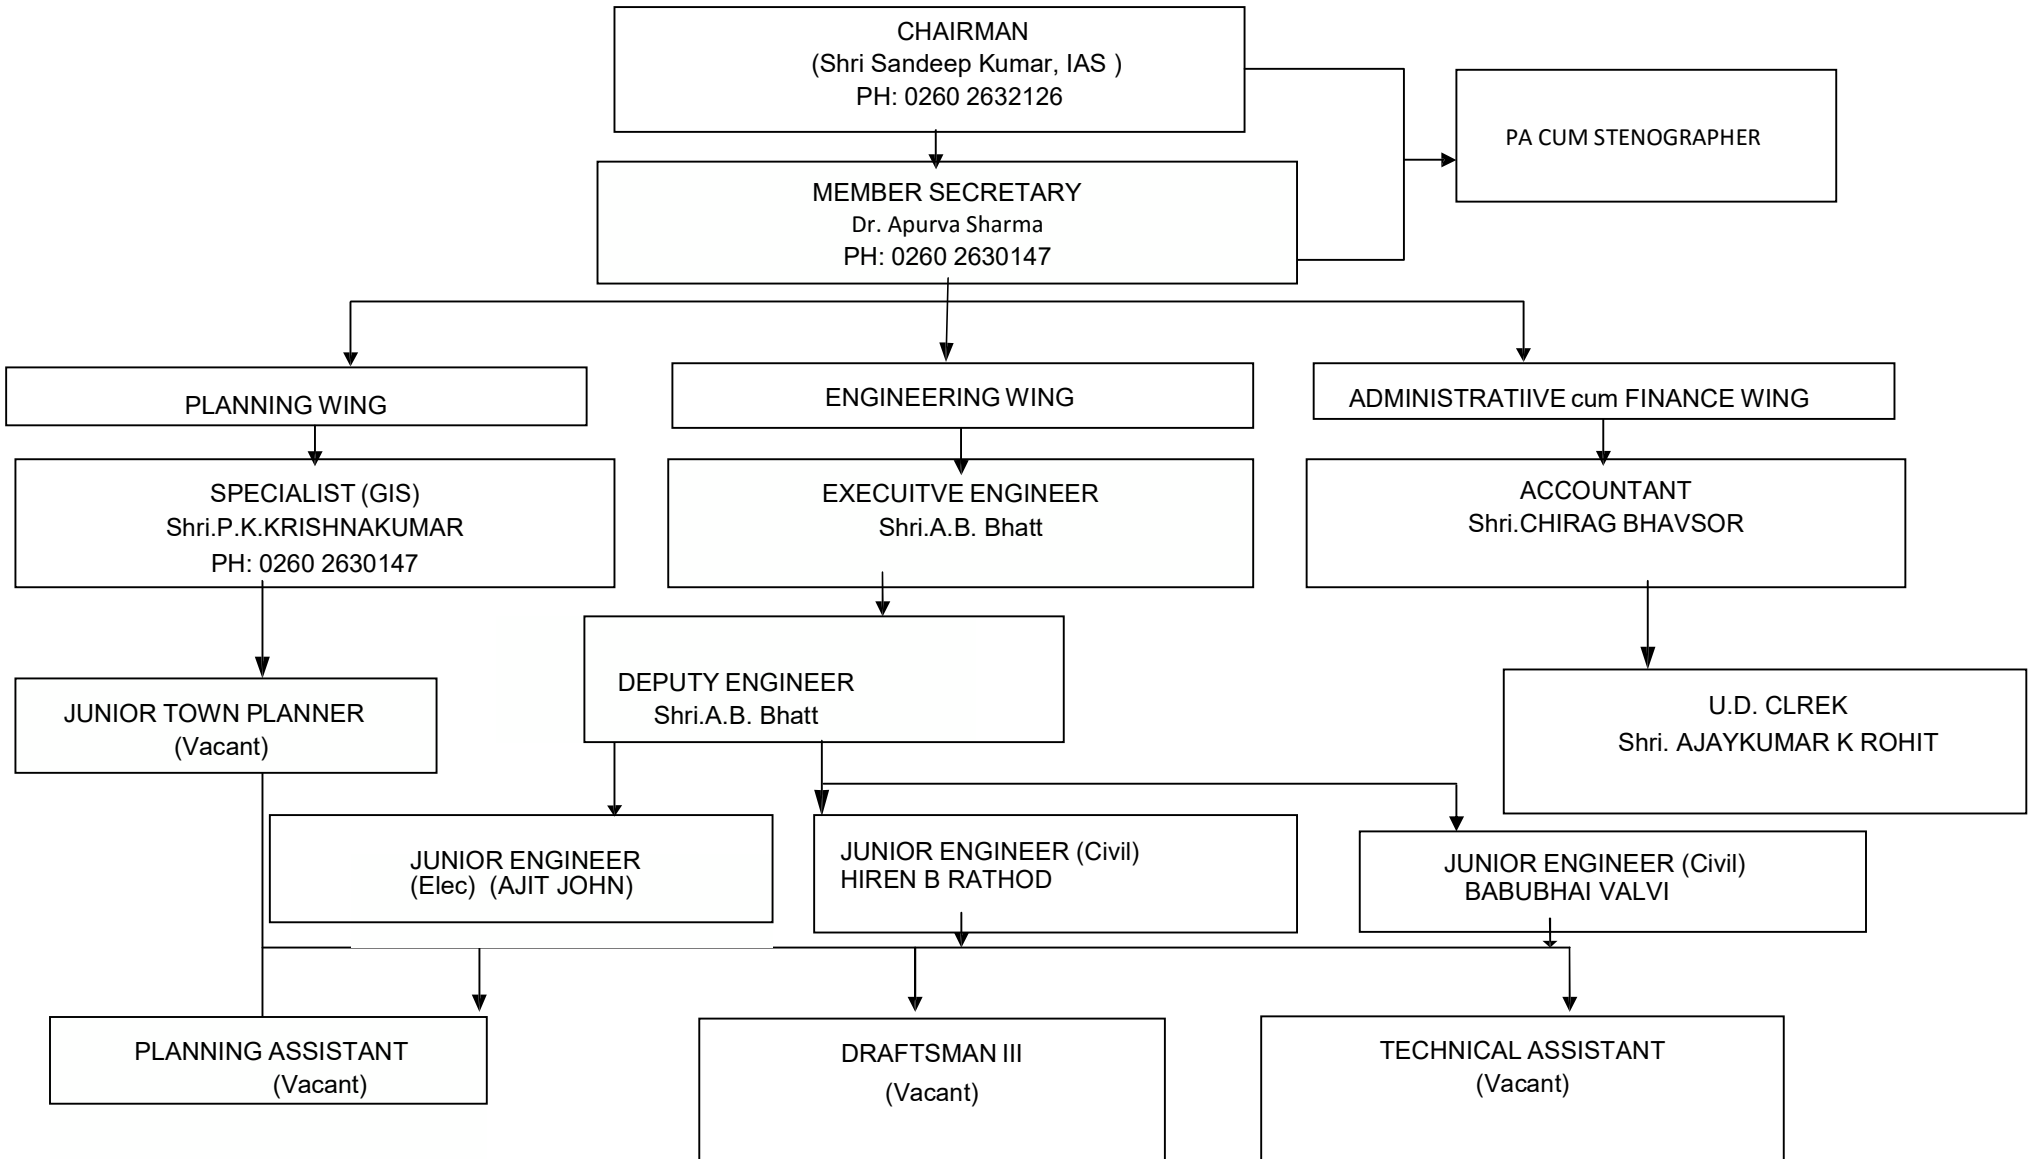 CHAIRMAN
(Shri Sandeep Kumar, IAS )
PH: 0260 2632126
PA CUM STENOGRAPHER
MEMBER SECRETARY
Dr. Apurva Sharma
PH: 0260 2630147
PLANNING WING
ENGINEERING WING
ADMINISTRATIIVE cum FINANCE WING
SPECIALIST (GIS)
Shri.P.K.KRISHNAKUMAR
PH: 0260 2630147
EXECUITVE ENGINEER
Shri.A.B. Bhatt
ACCOUNTANT
Shri.CHIRAG BHAVSOR
DEPUTY ENGINEER
Shri.A.B. Bhatt
JUNIOR TOWN PLANNER
(Vacant)
U.D. CLREK
Shri. AJAYKUMAR K ROHIT
JUNIOR ENGINEER
(Elec)  (AJIT JOHN)
JUNIOR ENGINEER (Civil)
HIREN B RATHOD
JUNIOR ENGINEER (Civil)
BABUBHAI VALVI
PLANNING ASSISTANT
(Vacant)
DRAFTSMAN III
(Vacant)
TECHNICAL ASSISTANT
(Vacant)